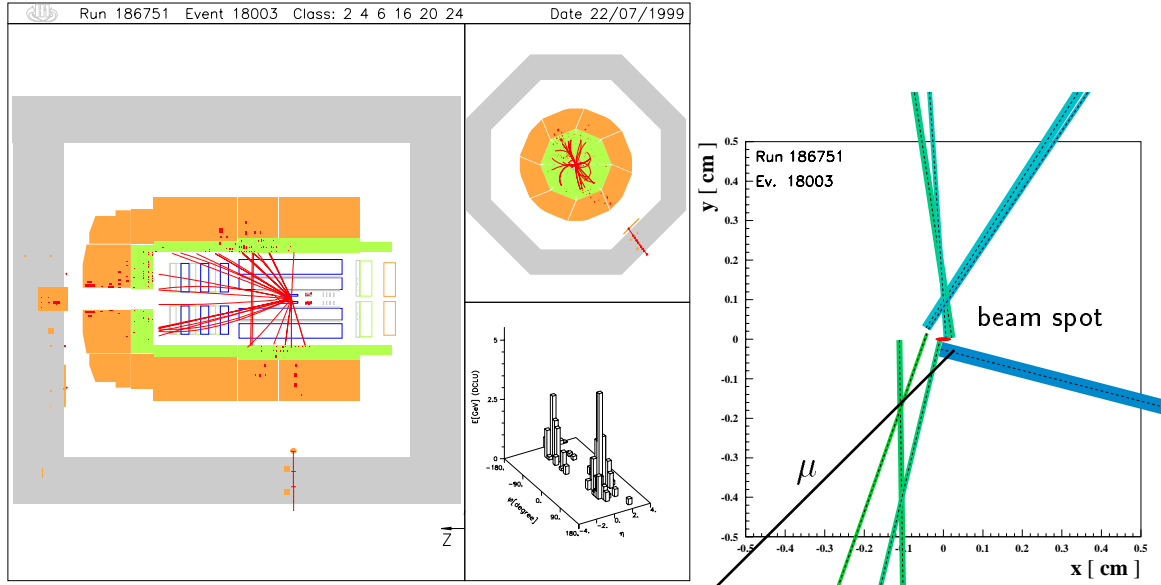 Run 186751 Event 18003 Class: 2 4 6 16 20 24 Date 22/07/1999
Z
E[GeV] (DCLU)
5
2.5
0
-180.
-90.
0.
90.
180.
φ[degree]
-4.
-2.
0.
2.
4.
η
Run 186751
Ev. 18003
y [ cm ]
0.5
0.4
0.3
0.2
0.1
0
-0.1
-0.2
-0.3
-0.4
-0.5
beam spot
μ
-0.5 -0.4 -0.3 -0.2 -0.1 0 0.1 0.2 0.3 0.4 0.5
x [ cm ]